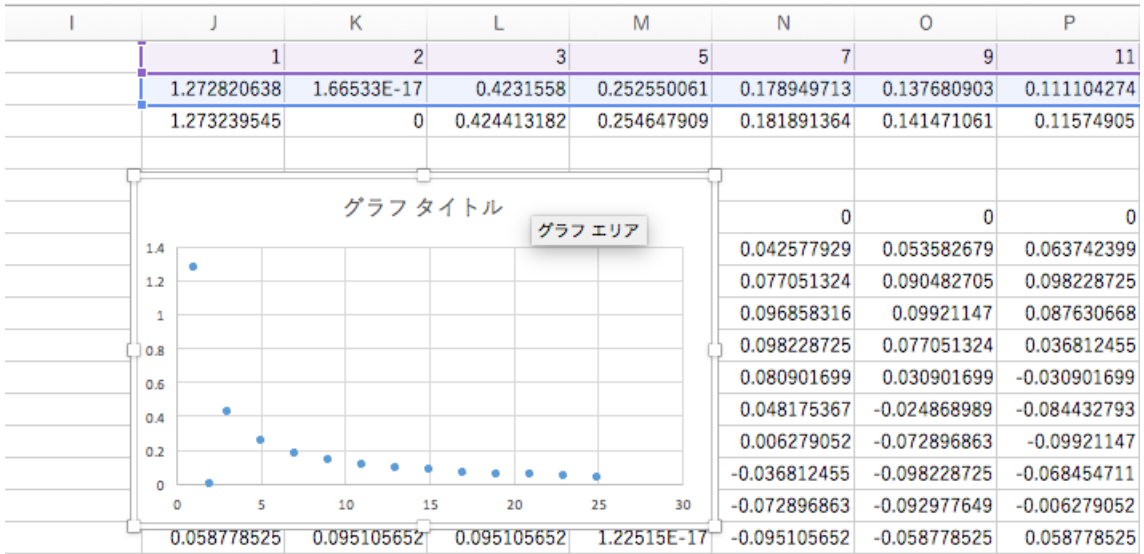 I J K L M N O P
1 2 3 5 7 9 11
1.272820638 1.66533E-17 0.4231558 0.252550061 0.178949713 0.137680903 0.111104274
1.273239545 0 0.424413182 0.254647909 0.181891364 0.141471061 0.11574905
グラフ タイトル
グラフ エリア
1.4
1.2
1
0.8
0.6
0.4
0.2
0
0 5 10 15 20 25 30
0 0 0
0.042577929 0.053582679 0.063742399
0.077051324 0.090482705 0.098228725
0.096858316 0.09921147 0.087630668
0.098228725 0.077051324 0.036812455
0.080901699 0.030901699 -0.030901699
0.048175367 -0.024868989 -0.084432793
0.006279052 -0.072896863 -0.09921147
-0.036812455 -0.098228725 -0.068454711
-0.072896863 -0.092977649 -0.006279052
0.058778525 0.095105652 0.095105652 1.22515E-17 -0.095105652 -0.058778525 0.058778525